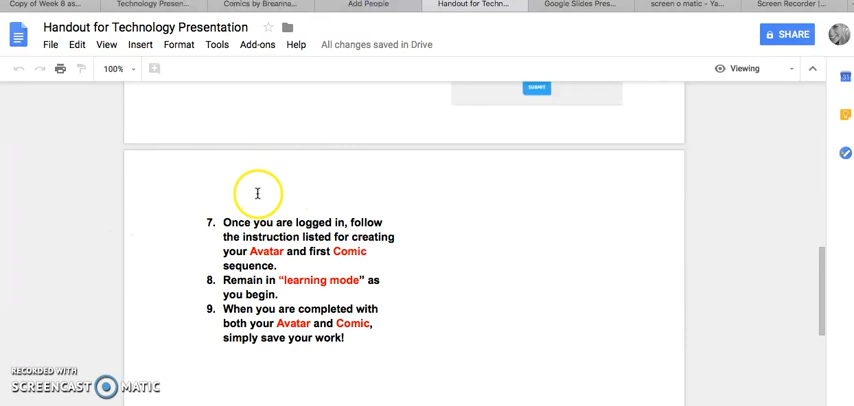 Copy of Week 8 as...
Technology Presen...
Comics by Breanna...
Add People
Handout for Techn...
Google Slides Pres...
screen o matic - Ya...
Screen Recorder |
Handout for Technology Presentation
File Edit View Insert Format Tools Add-ons Help All changes saved in Drive
SHARE
100%
Viewing
31
SUBMIT
7. Once you are logged in, follow
the instruction listed for creating
your Avatar and first Comic
sequence.
8. Remain in “learning mode” as
you begin.
9. When you are completed with
both your Avatar and Comic,
simply save your work!
RECORDED WITH
SCREENCAST MATIC